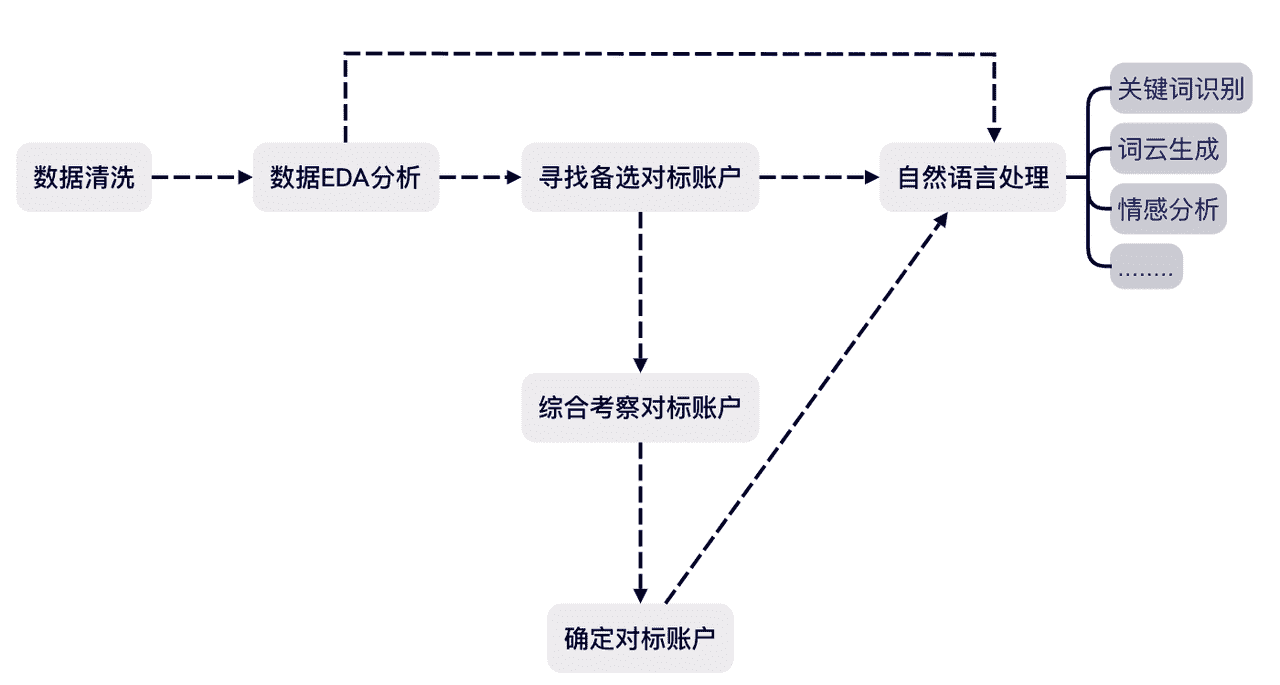 数据清洗
数据EDA分析
寻找备选对标账户
自然语言处理
关键词识别
词云生成
情感分析
........
综合考察对标账户
确定对标账户